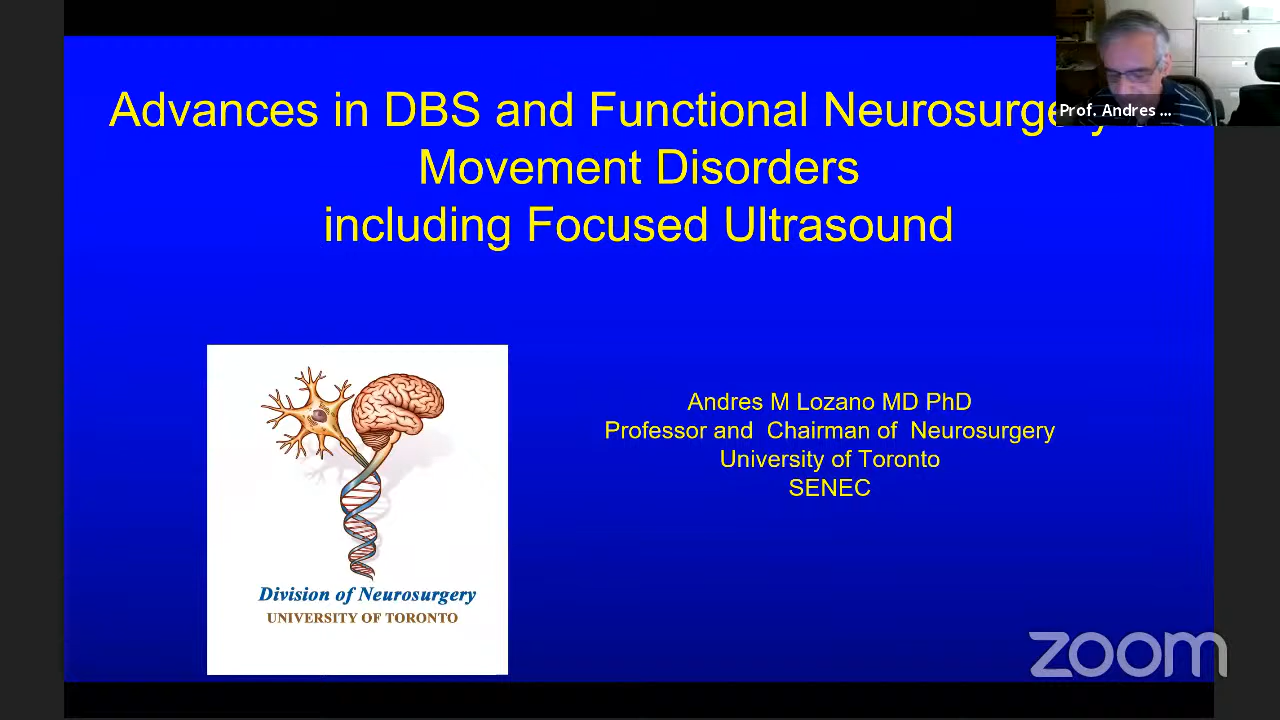 Advances in DBS and Functional Neurosurgery
Movement Disorders
including Focused Ultrasound
Prof. Andres ...
Andres M Lozano MD PhD
Professor and Chairman of Neurosurgery
University of Toronto
SENEC
Division of Neurosurgery
UNIVERSITY OF TORONTO
zoom